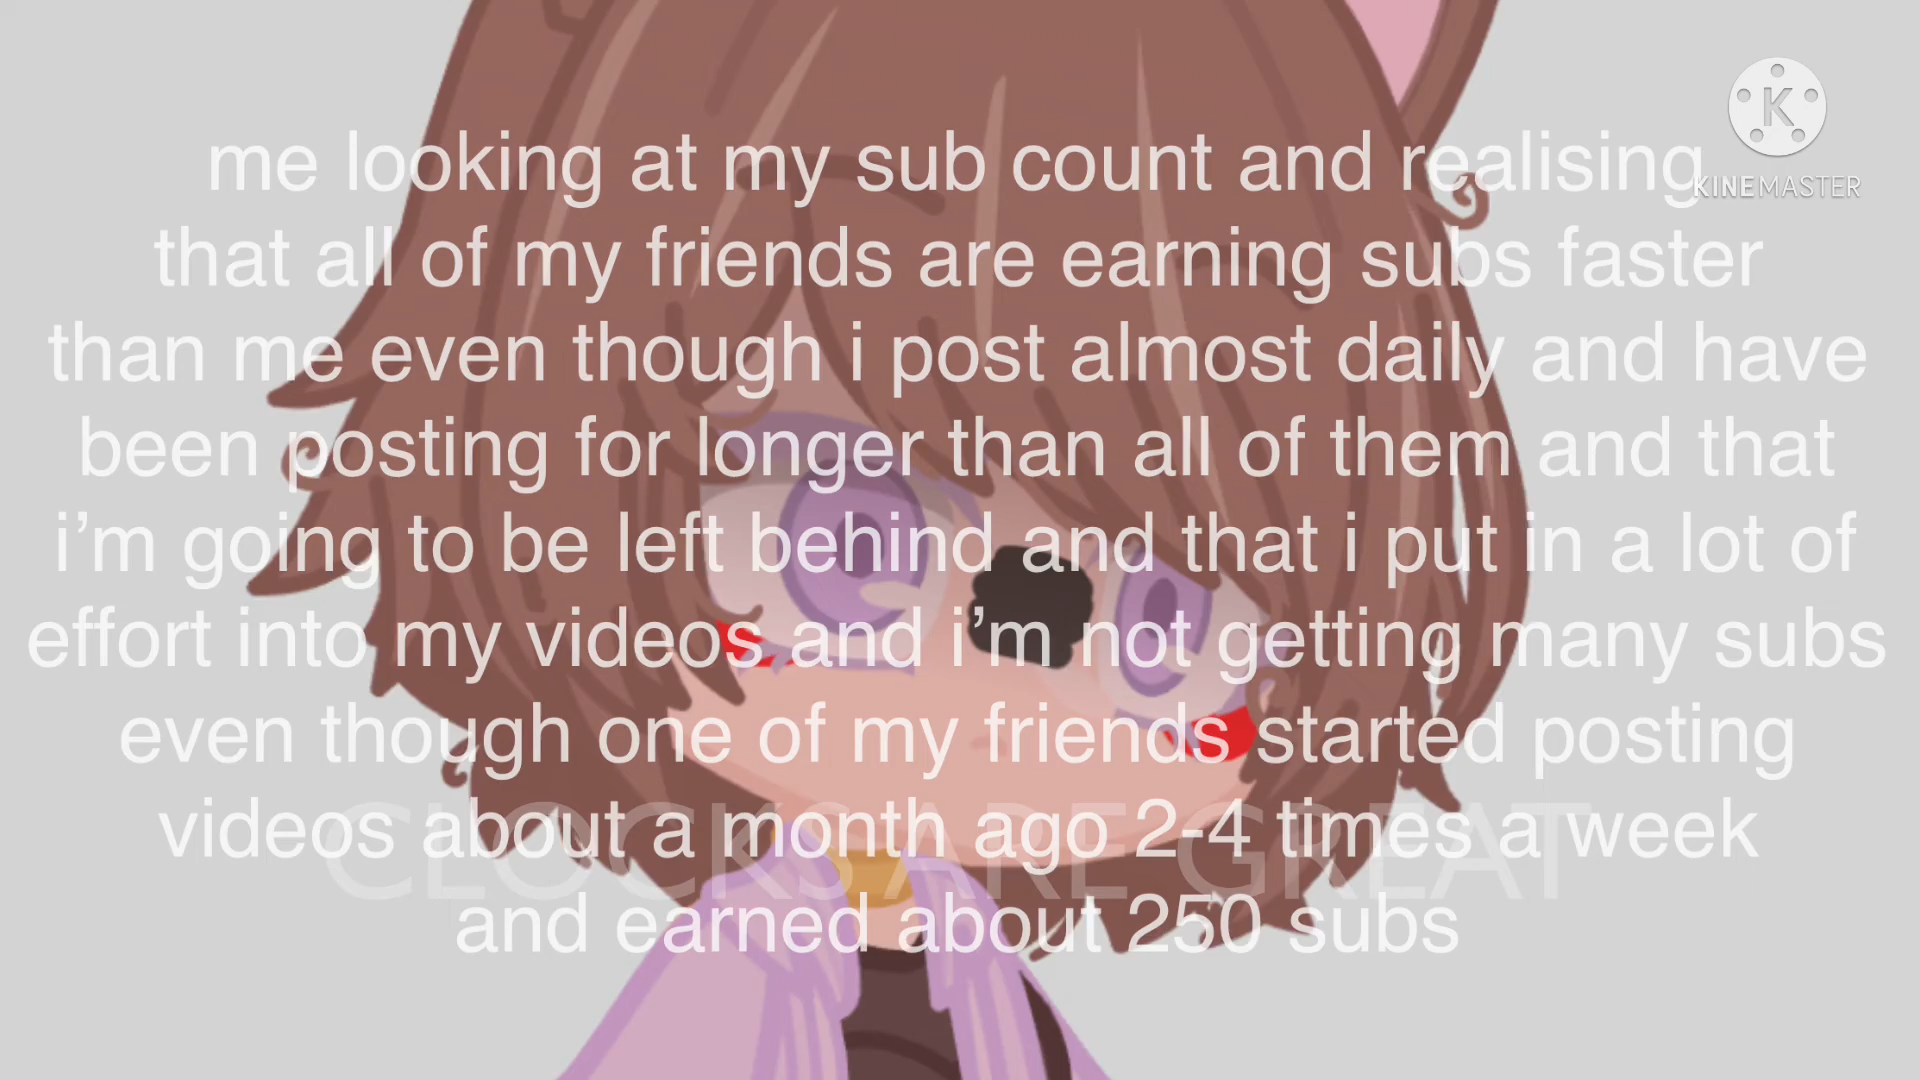 me looking at my sub count and realising
that all of my friends are earning subs faster
than me even though i post almost daily and have
been posting for longer than all of them and that
i’m going to be left behind and that i put in a lot of
effort into my videos and i’m not getting many subs
even though one of my friends started posting
videos about a month ago 2-4 times a week
and earned about 250 subs
CLOCKS ARE GREAT
K
KINEMASTER